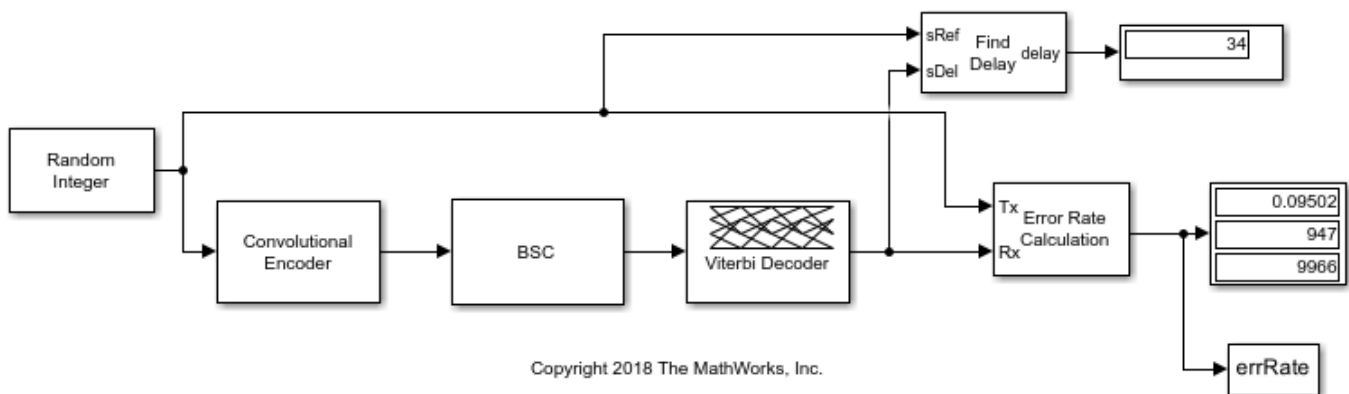 sRef
Find
Delay
delay
sDel
34
Random
Integer
Convolutional
Encoder
BSC
Viterbi Decoder
Tx
Error Rate
Calculation
Rx
0.09502
947
9966
errRate
Copyright 2018 The MathWorks, Inc.